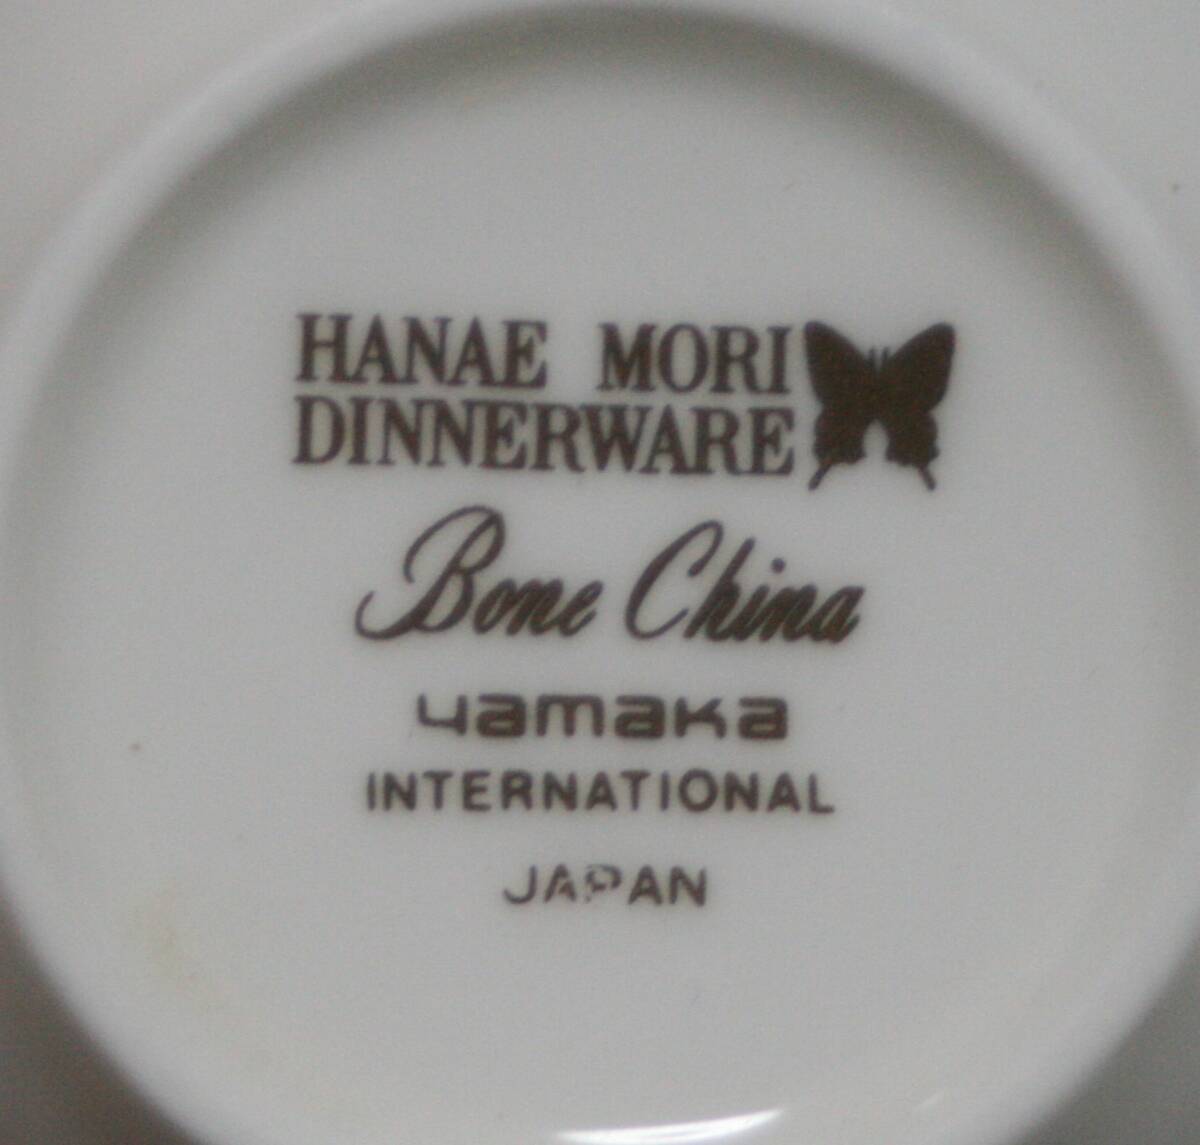 HANAE MORI
DINNERWARE
Bone China
yamaka
INTERNATIONAL
JAPAN